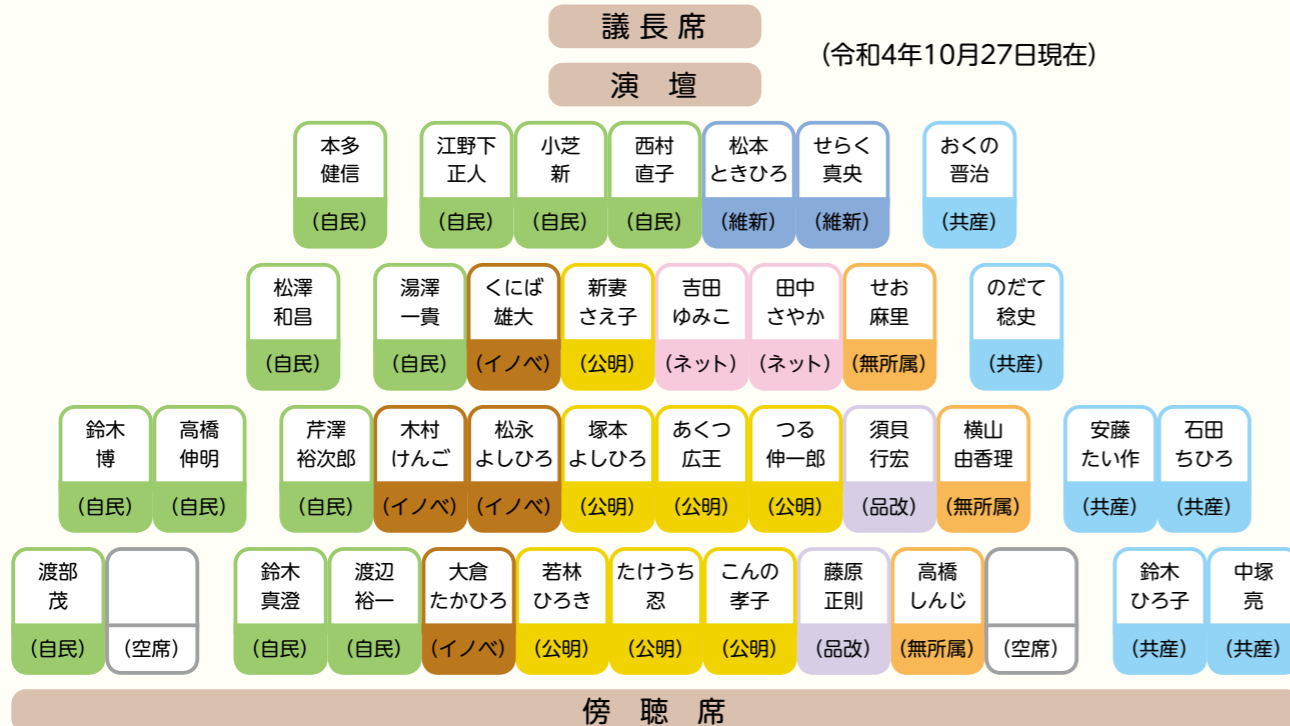 議長席
(令和4年10月27日現在)
演 壇
本多 江野下 小芝 西村 松本 せらく おくの
健信 正人 新 直子 ときひろ 真央 晋治
(自民) (自民) (自民) (自民) (維新) (維新) (共産)
松澤 湯澤 くにば 新妻 吉田 田中 せお のだて
和昌 一貴 雄大 さえ子 ゆみこ さやか 麻里 稔史
(自民) (自民) (イノベ) (公明) (ネット) (ネット) (無所属) (共産)
鈴木 高橋 芹澤 木村 松永 塚本 あくつ つる 須貝 横山 安藤 石田
博 伸明 裕次郎 けんご よしひろ よしひろ 広王 伸一郎 行宏 由香理 たい作 ちひろ
(自民) (自民) (自民) (イノベ) (イノベ) (公明) (公明) (公明) (品改) (無所属) (共産) (共産)
渡部 鈴木 渡辺 大倉 若林 たけうち こんの 藤原 高橋 鈴木 中塚
茂 真澄 裕一 たかひろ ひろき 忍 孝子 正則 しんじ ひろ子 亮
(自民) (空席) (自民) (自民) (イノベ) (公明) (公明) (公明) (品改) (無所属) (空席) (共産) (共産)
傍 聴 席